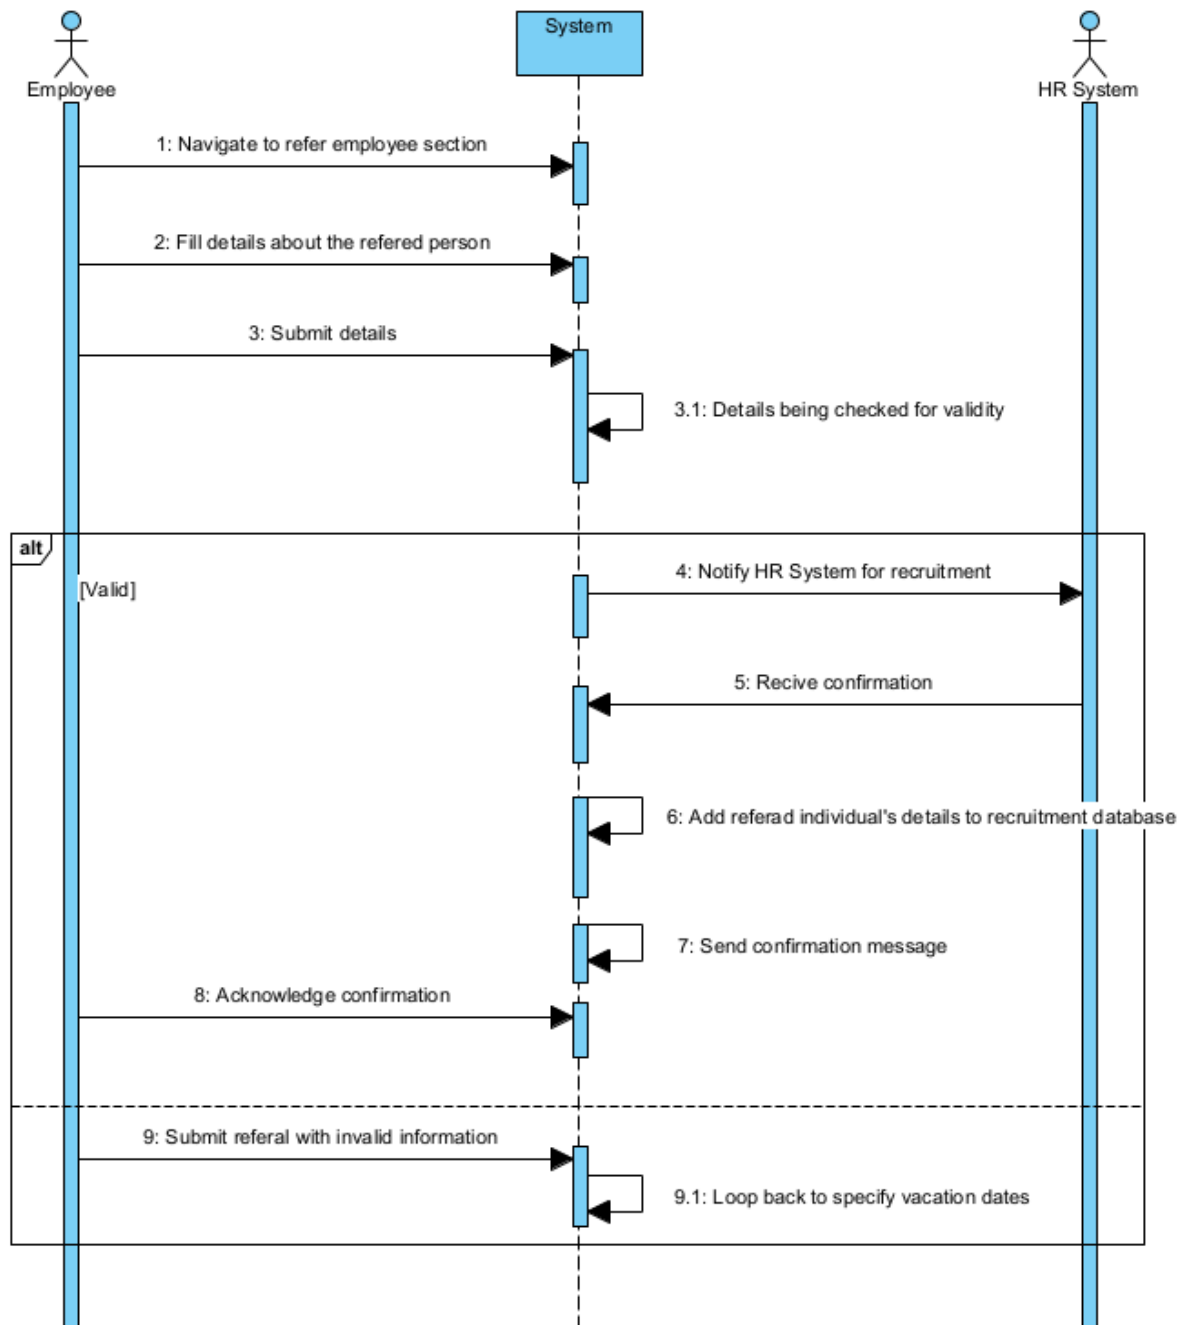 System
Employee
HR System
1: Navigate to refer employee section
2: Fill details about the refered person
3: Submit details
3.1: Details being checked for validity
alt
[Valid]
4: Notify HR System for recruitment
5: Recive confirmation
6: Add referad individual's details to recruitment database
7: Send confirmation message
8: Acknowledge confirmation
9: Submit referal with invalid information
9.1: Loop back to specify vacation dates